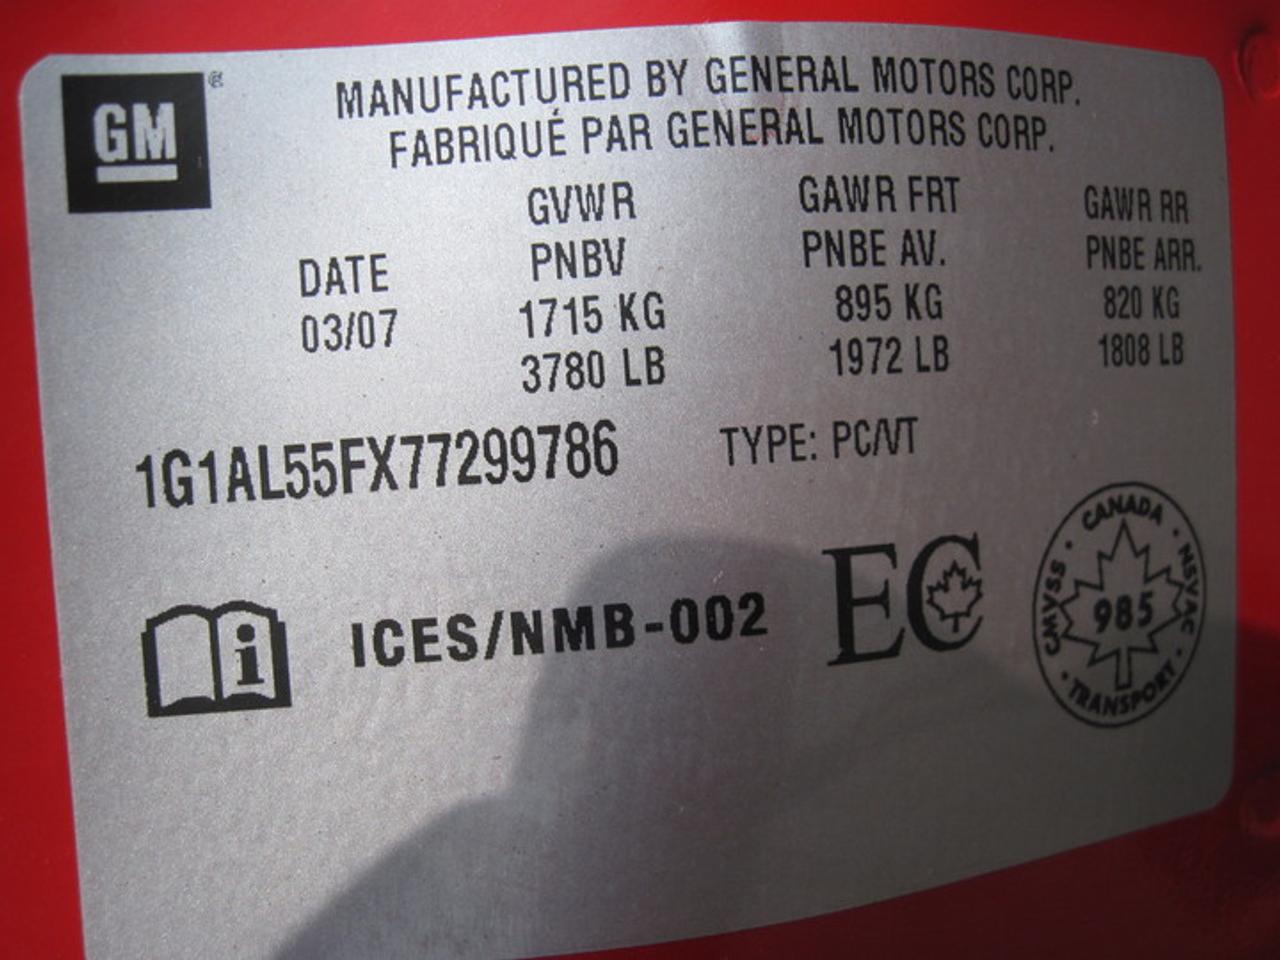 GM
MANUFACTURED BY GENERAL MOTORS CORP.
FABRIQUÉ PAR GENERAL MOTORS CORP.
GVWR GAWR FRT GAWR RR
DATE PNBV PNBE AV. PNBE ARR.
03/07 1715 KG 895 KG 820 KG
3780 LB 1972 LB 1808 LB
1G1AL55FX77299786 TYPE: PC/VT
i ICES/NMB-002 EC
CANADA
CMVSS · 985 · NSVAC
· TRANSPORT ·